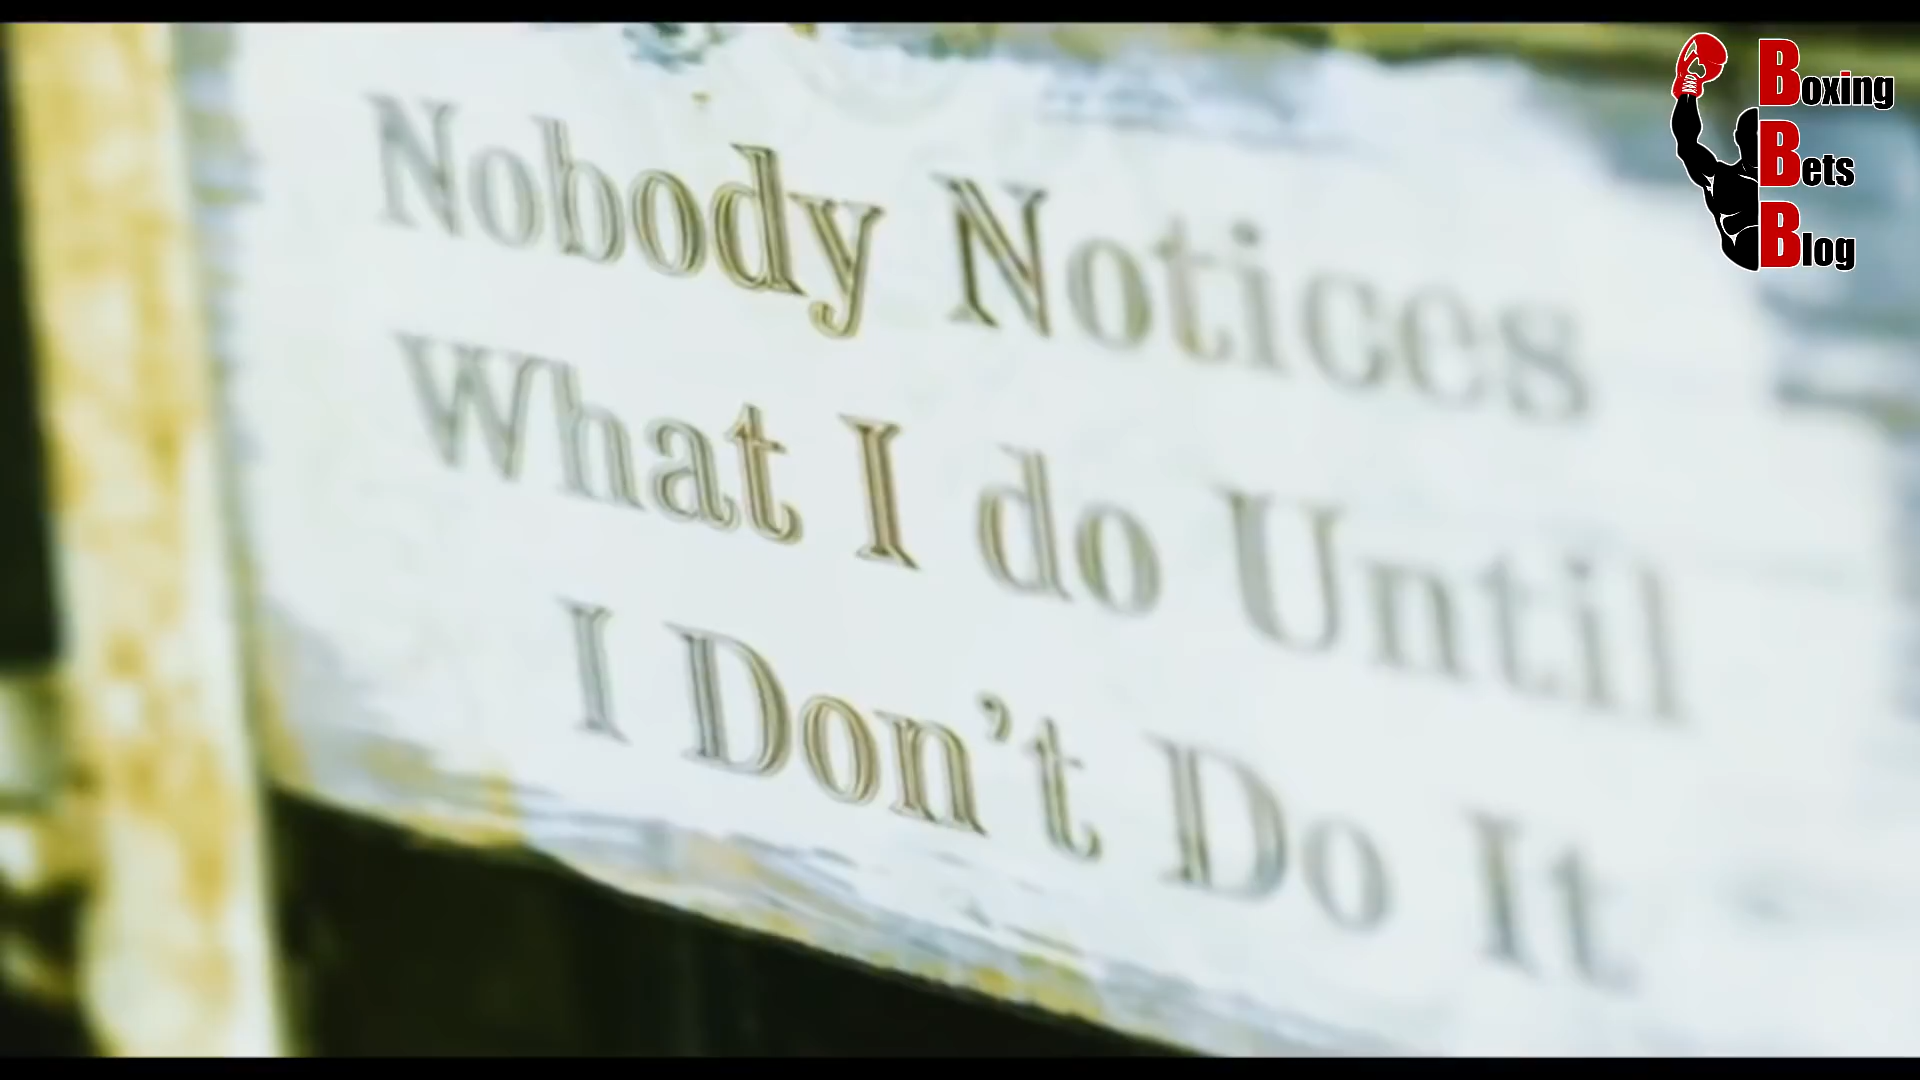 Nobody Notices
What I do Until
I Don't Do It
Boxing
Bets
Blog